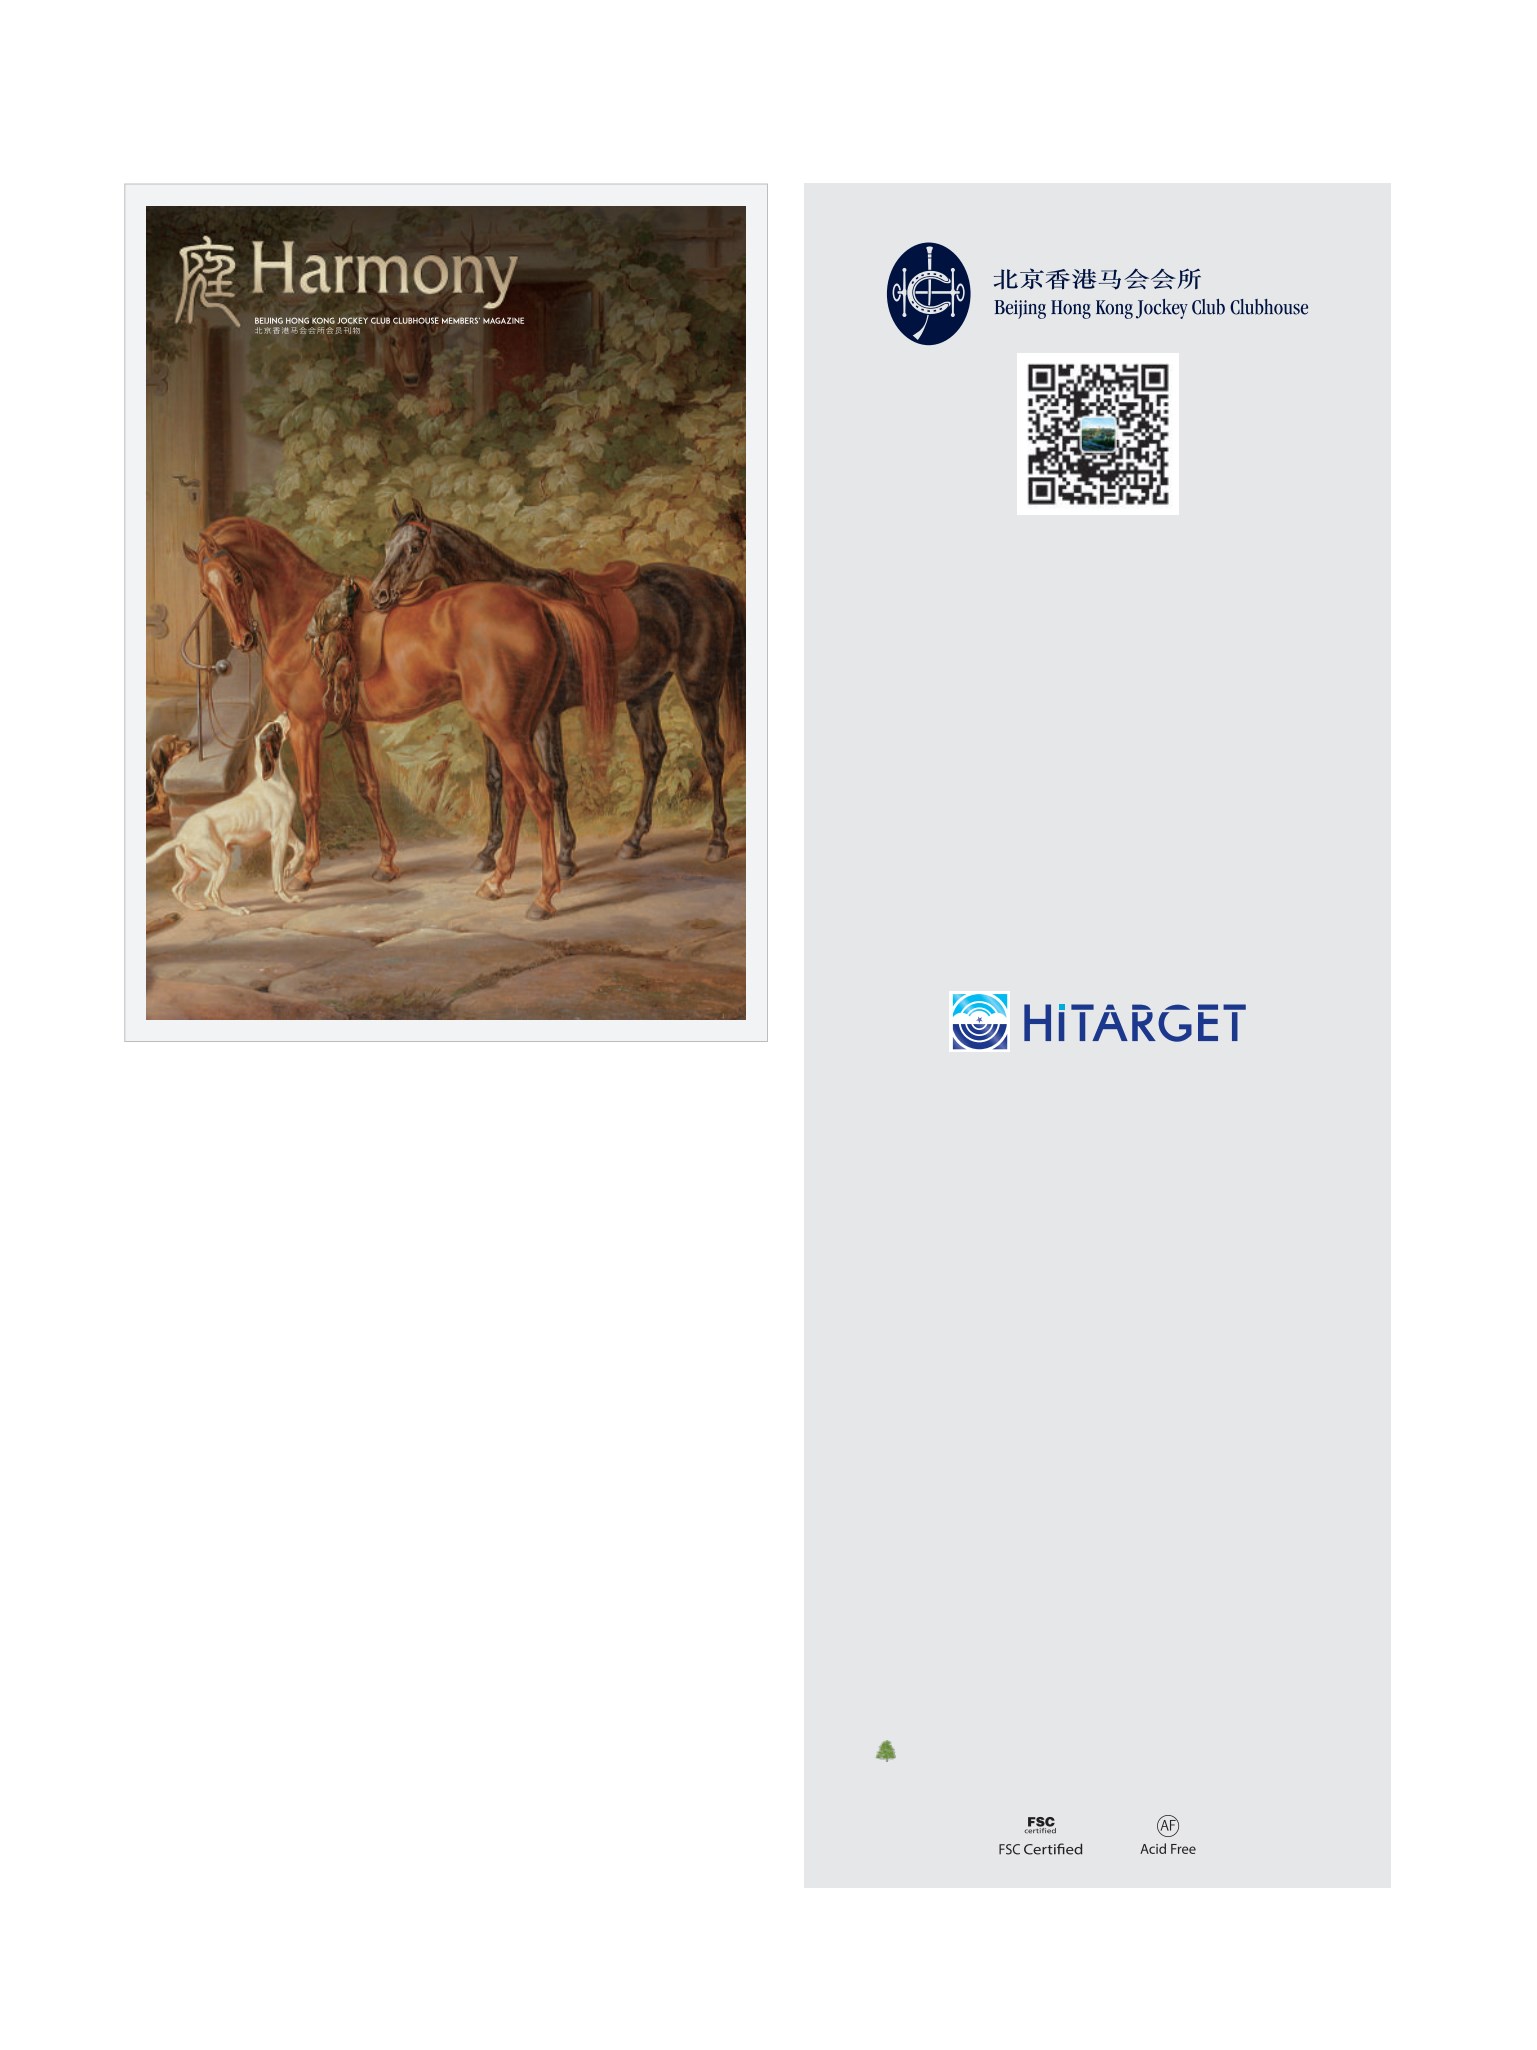 庭 Harmony
BEIJING HONG KONG JOCKEY CLUB CLUBHOUSE MEMBERS' MAGAZINE
北京香港马会会所会员刊物
北京香港马会会所
Beijing Hong Kong Jockey Club Clubhouse
HiTARGET
FSC
certified
FSC Certified
AF
Acid Free